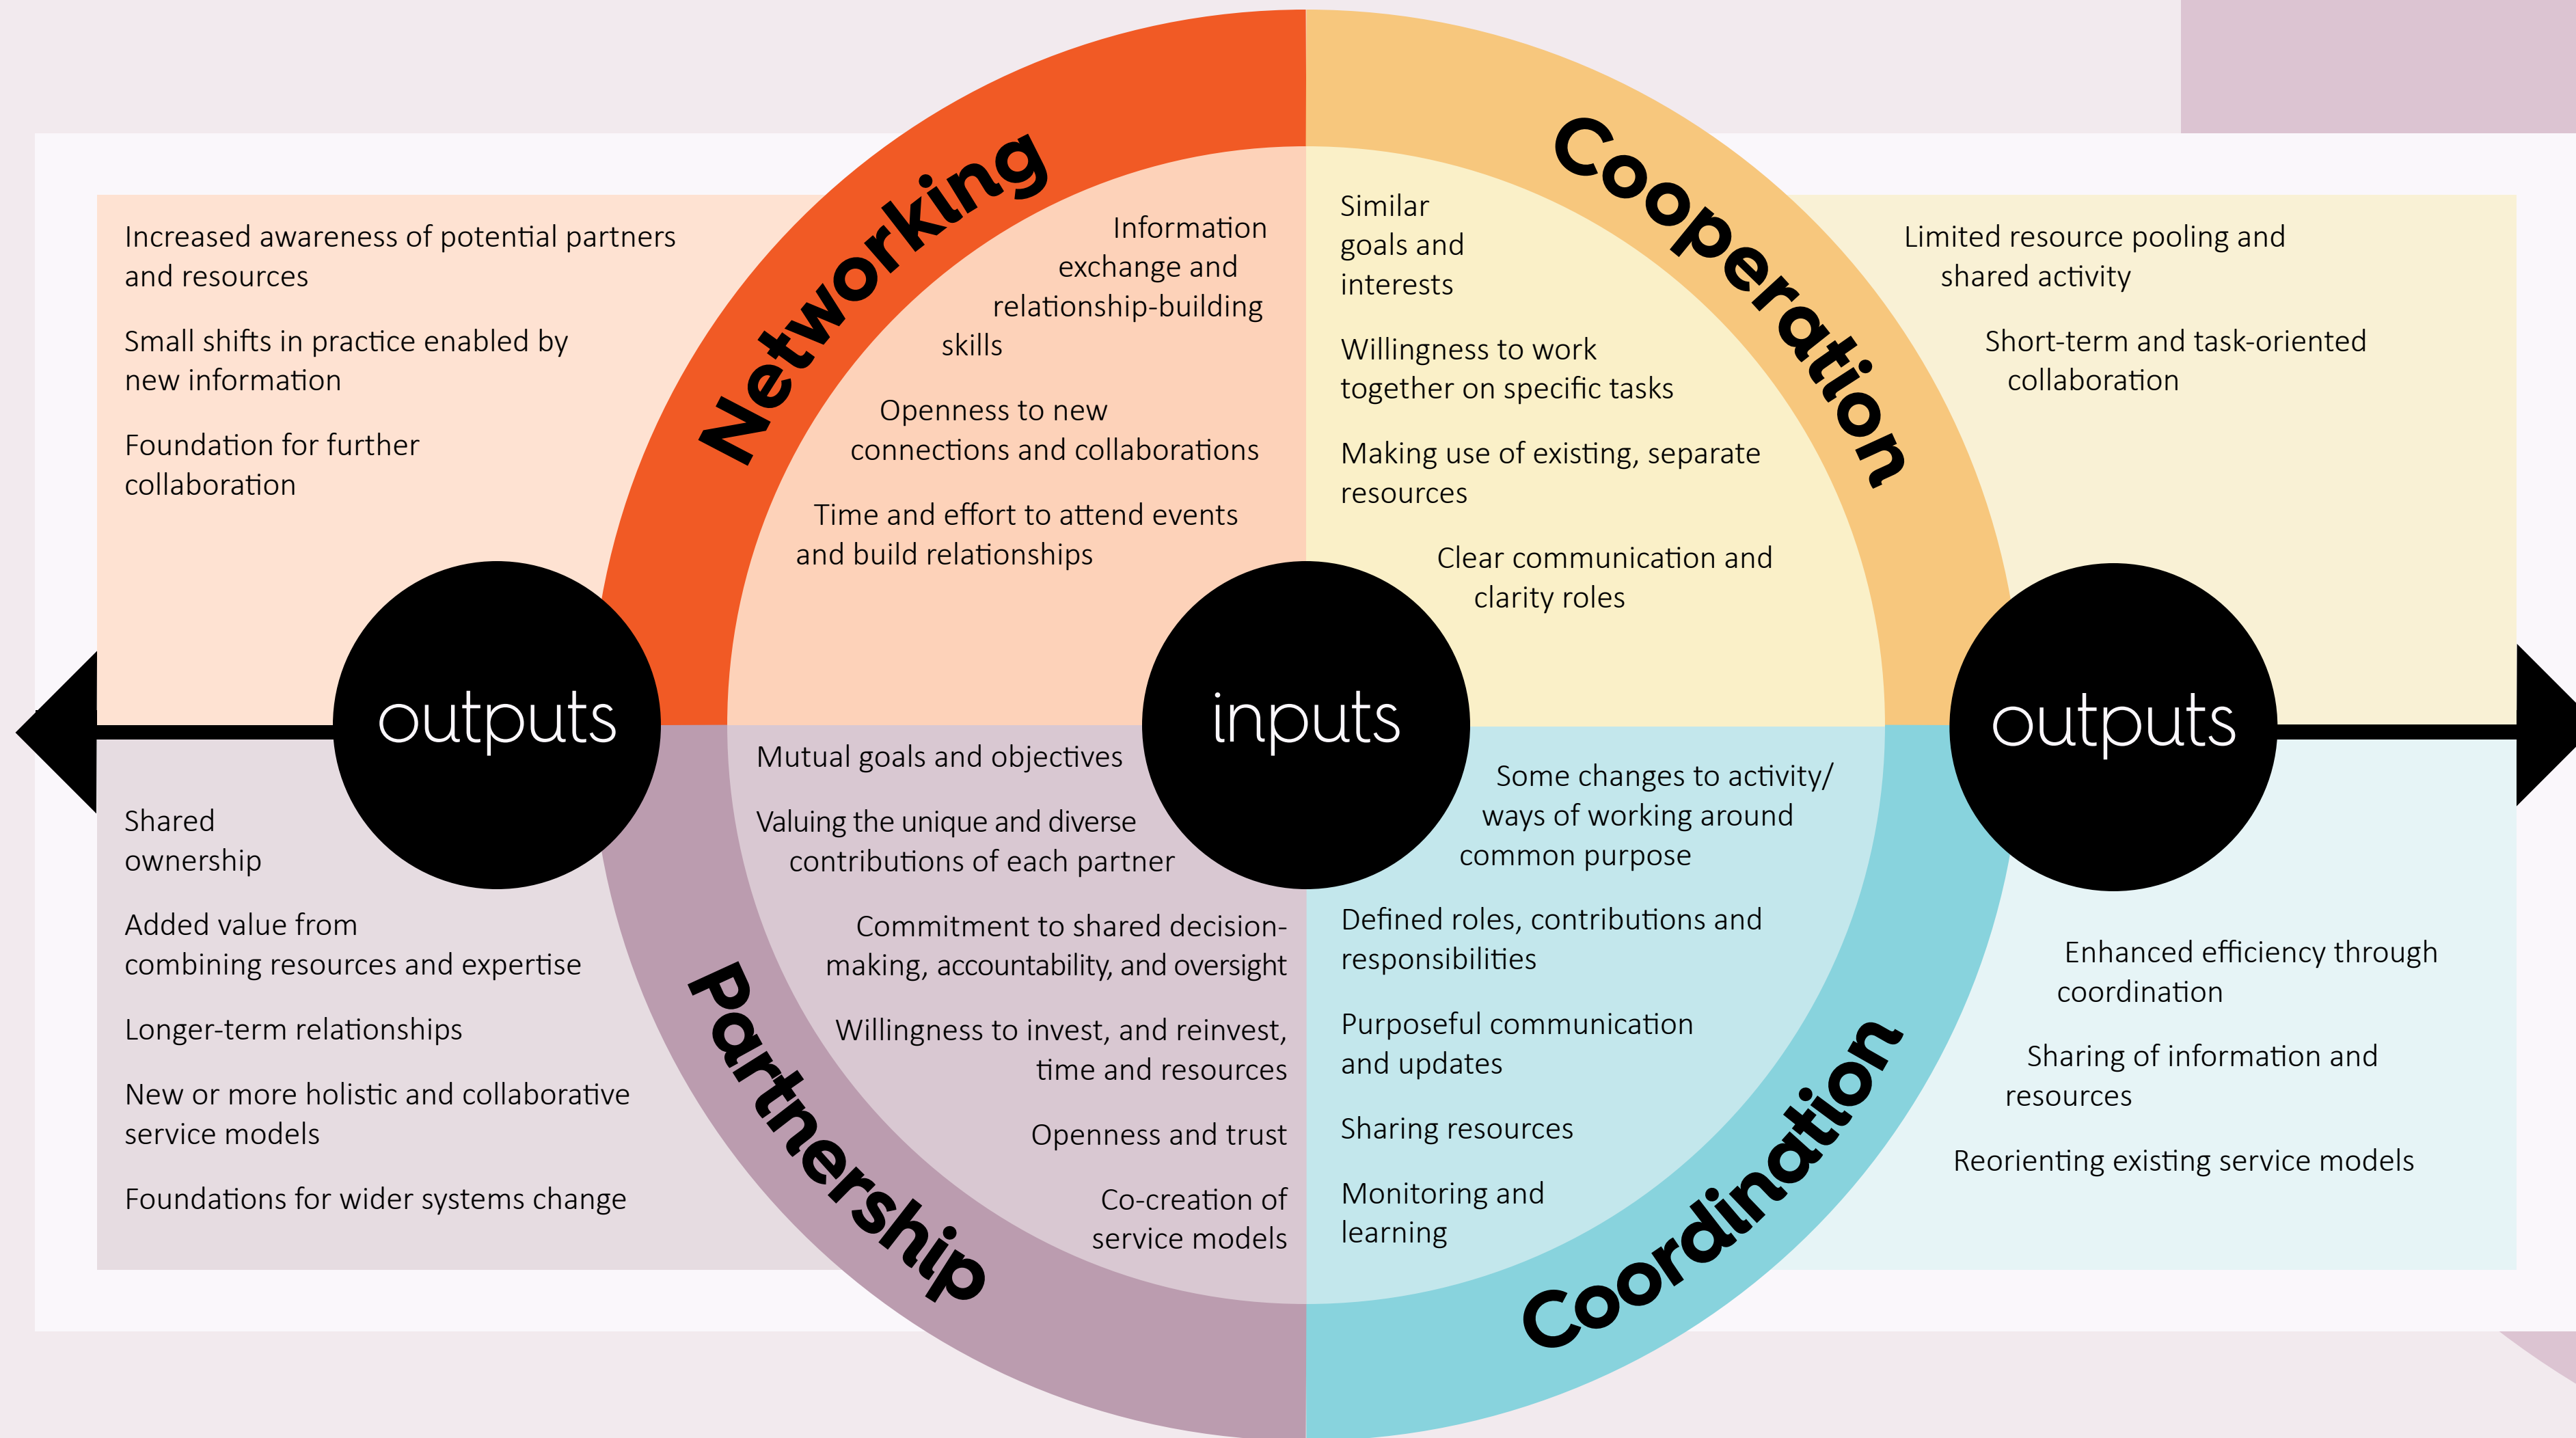 Networking
Increased awareness of potential partners
and resources
Small shifts in practice enabled by
new information
Foundation for further
collaboration
Information
exchange and
relationship-building
skills
Openness to new
connections and collaborations
Time and effort to attend events
and build relationships
Cooperation
Similar
goals and
interests
Willingness to work
together on specific tasks
Making use of existing, separate
resources
Clear communication and
clarity roles
Limited resource pooling and
shared activity
Short-term and task-oriented
collaboration
outputs
inputs
outputs
Partnership
Shared
ownership
Added value from
combining resources and expertise
Longer-term relationships
New or more holistic and collaborative
service models
Foundations for wider systems change
Mutual goals and objectives
Valuing the unique and diverse
contributions of each partner
Commitment to shared decision-
making, accountability, and oversight
Willingness to invest, and reinvest,
time and resources
Openness and trust
Co-creation of
service models
Coordination
Some changes to activity/
ways of working around
common purpose
Defined roles, contributions and
responsibilities
Purposeful communication
and updates
Sharing resources
Monitoring and
learning
Enhanced efficiency through
coordination
Sharing of information and
resources
Reorienting existing service models